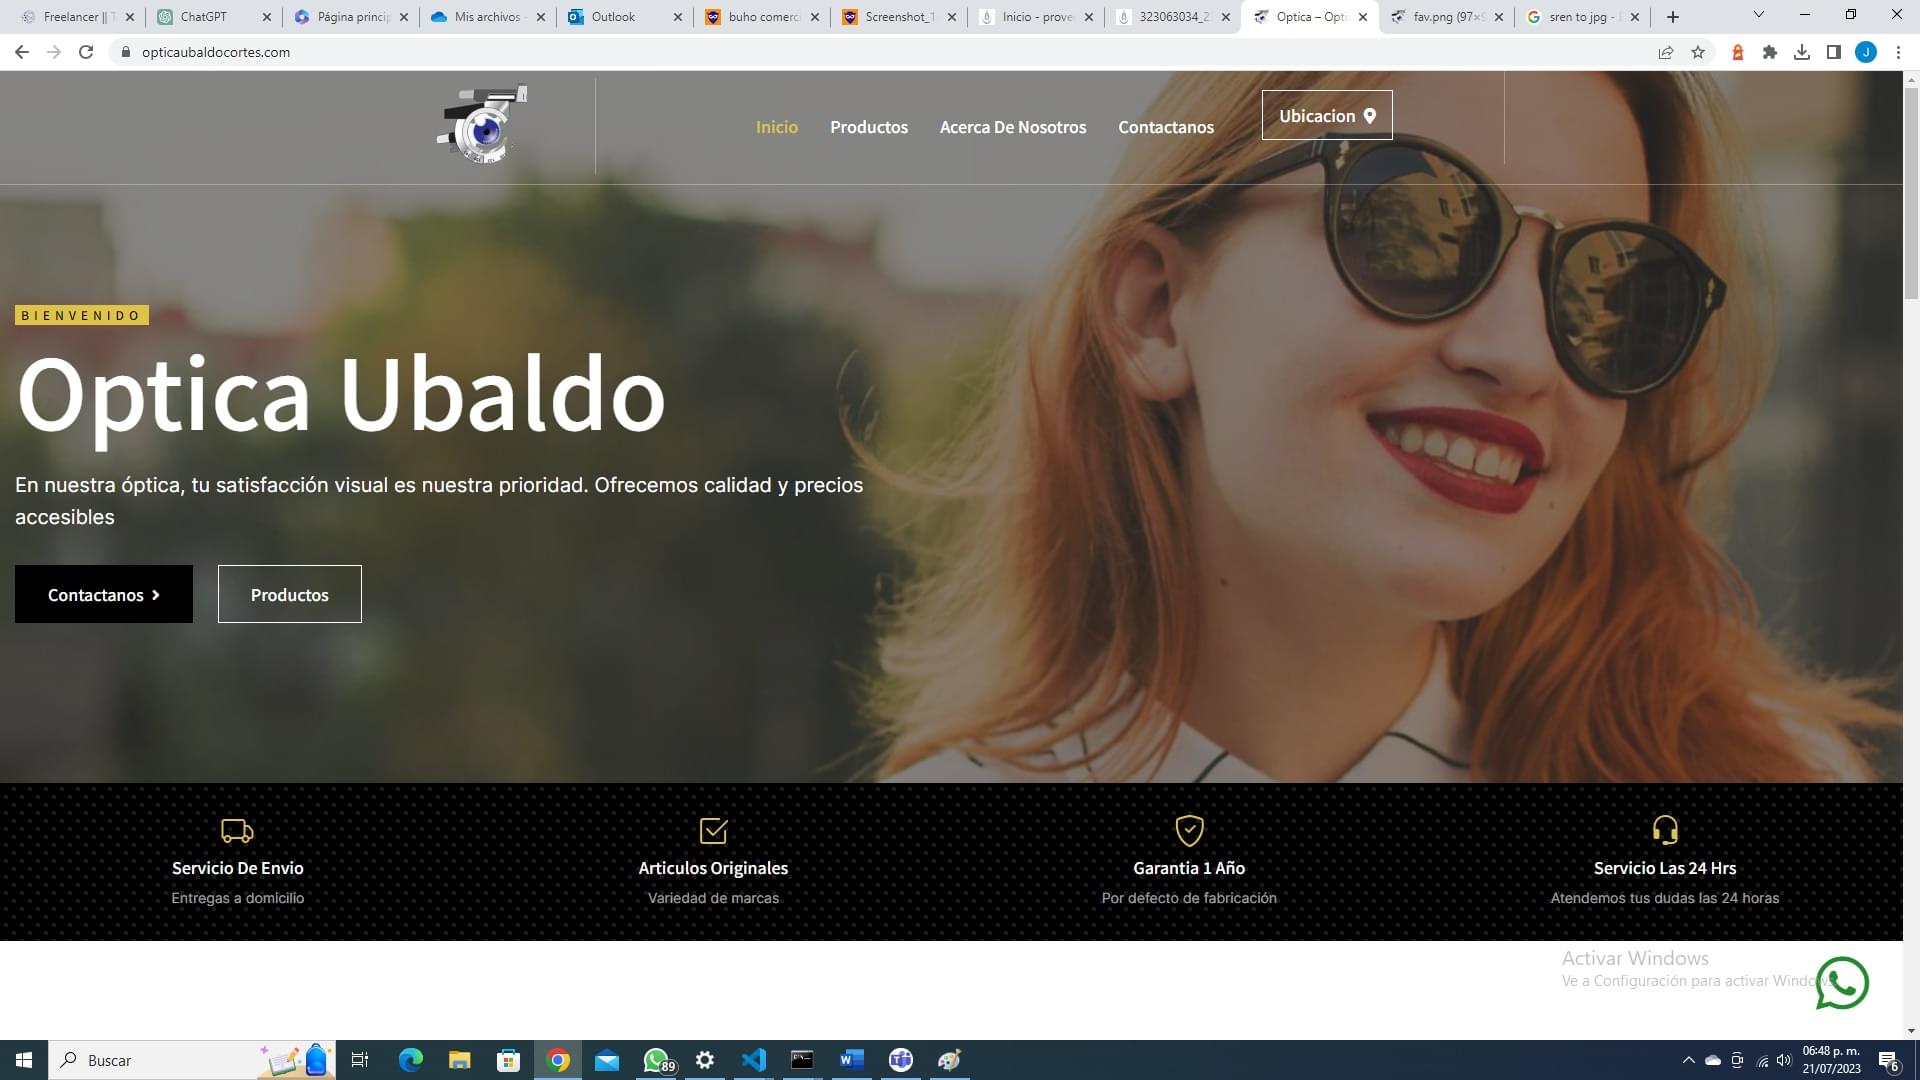 Freelancer || T
ChatGPT
Página princip
Mis archivos -
Outlook
buho comerc
Screenshot_1
Inicio - prove
323063034_2
Optica – Opti
fav.png (97×9
sren to jpg -
opticaubaldocortes.com
J
Inicio
Productos
Acerca De Nosotros
Contactanos
Ubicacion
BIENVENIDO
Optica Ubaldo
En nuestra óptica, tu satisfacción visual es nuestra prioridad. Ofrecemos calidad y precios
accesibles
Contactanos
Productos
Servicio De Envio
Entregas a domicilio
Articulos Originales
Variedad de marcas
Garantia 1 Año
Por defecto de fabricación
Servicio Las 24 Hrs
Atendemos tus dudas las 24 horas
Activar Windows
Ve a Configuración para activar Windows
Buscar
89
06:48 p. m.
21/07/2023
6